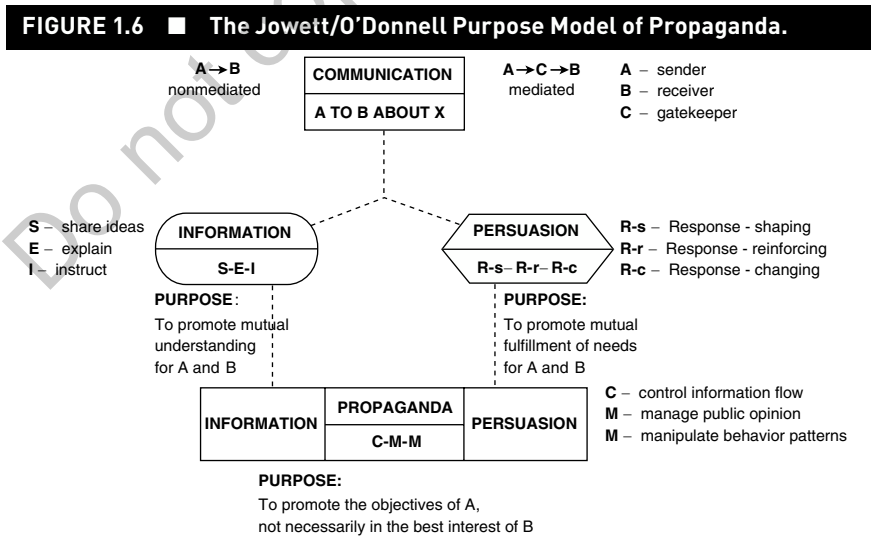 FIGURE 1.6 ■ The Jowett/O'Donnell Purpose Model of Propaganda.
A→B
nonmediated
COMMUNICATION
A TO B ABOUT X
A→C→B
mediated
A – sender
B – receiver
C – gatekeeper
S – share ideas
E – explain
I – instruct
INFORMATION
S-E-I
PERSUASION
R-s– R-r– R-c
R-s – Response - shaping
R-r – Response - reinforcing
R-c – Response - changing
PURPOSE:
To promote mutual
understanding
for A and B
PURPOSE:
To promote mutual
fulfillment of needs
for A and B
INFORMATION
PROPAGANDA
C-M-M
PERSUASION
C – control information flow
M – manage public opinion
M – manipulate behavior patterns
PURPOSE:
To promote the objectives of A,
not necessarily in the best interest of B
Do not